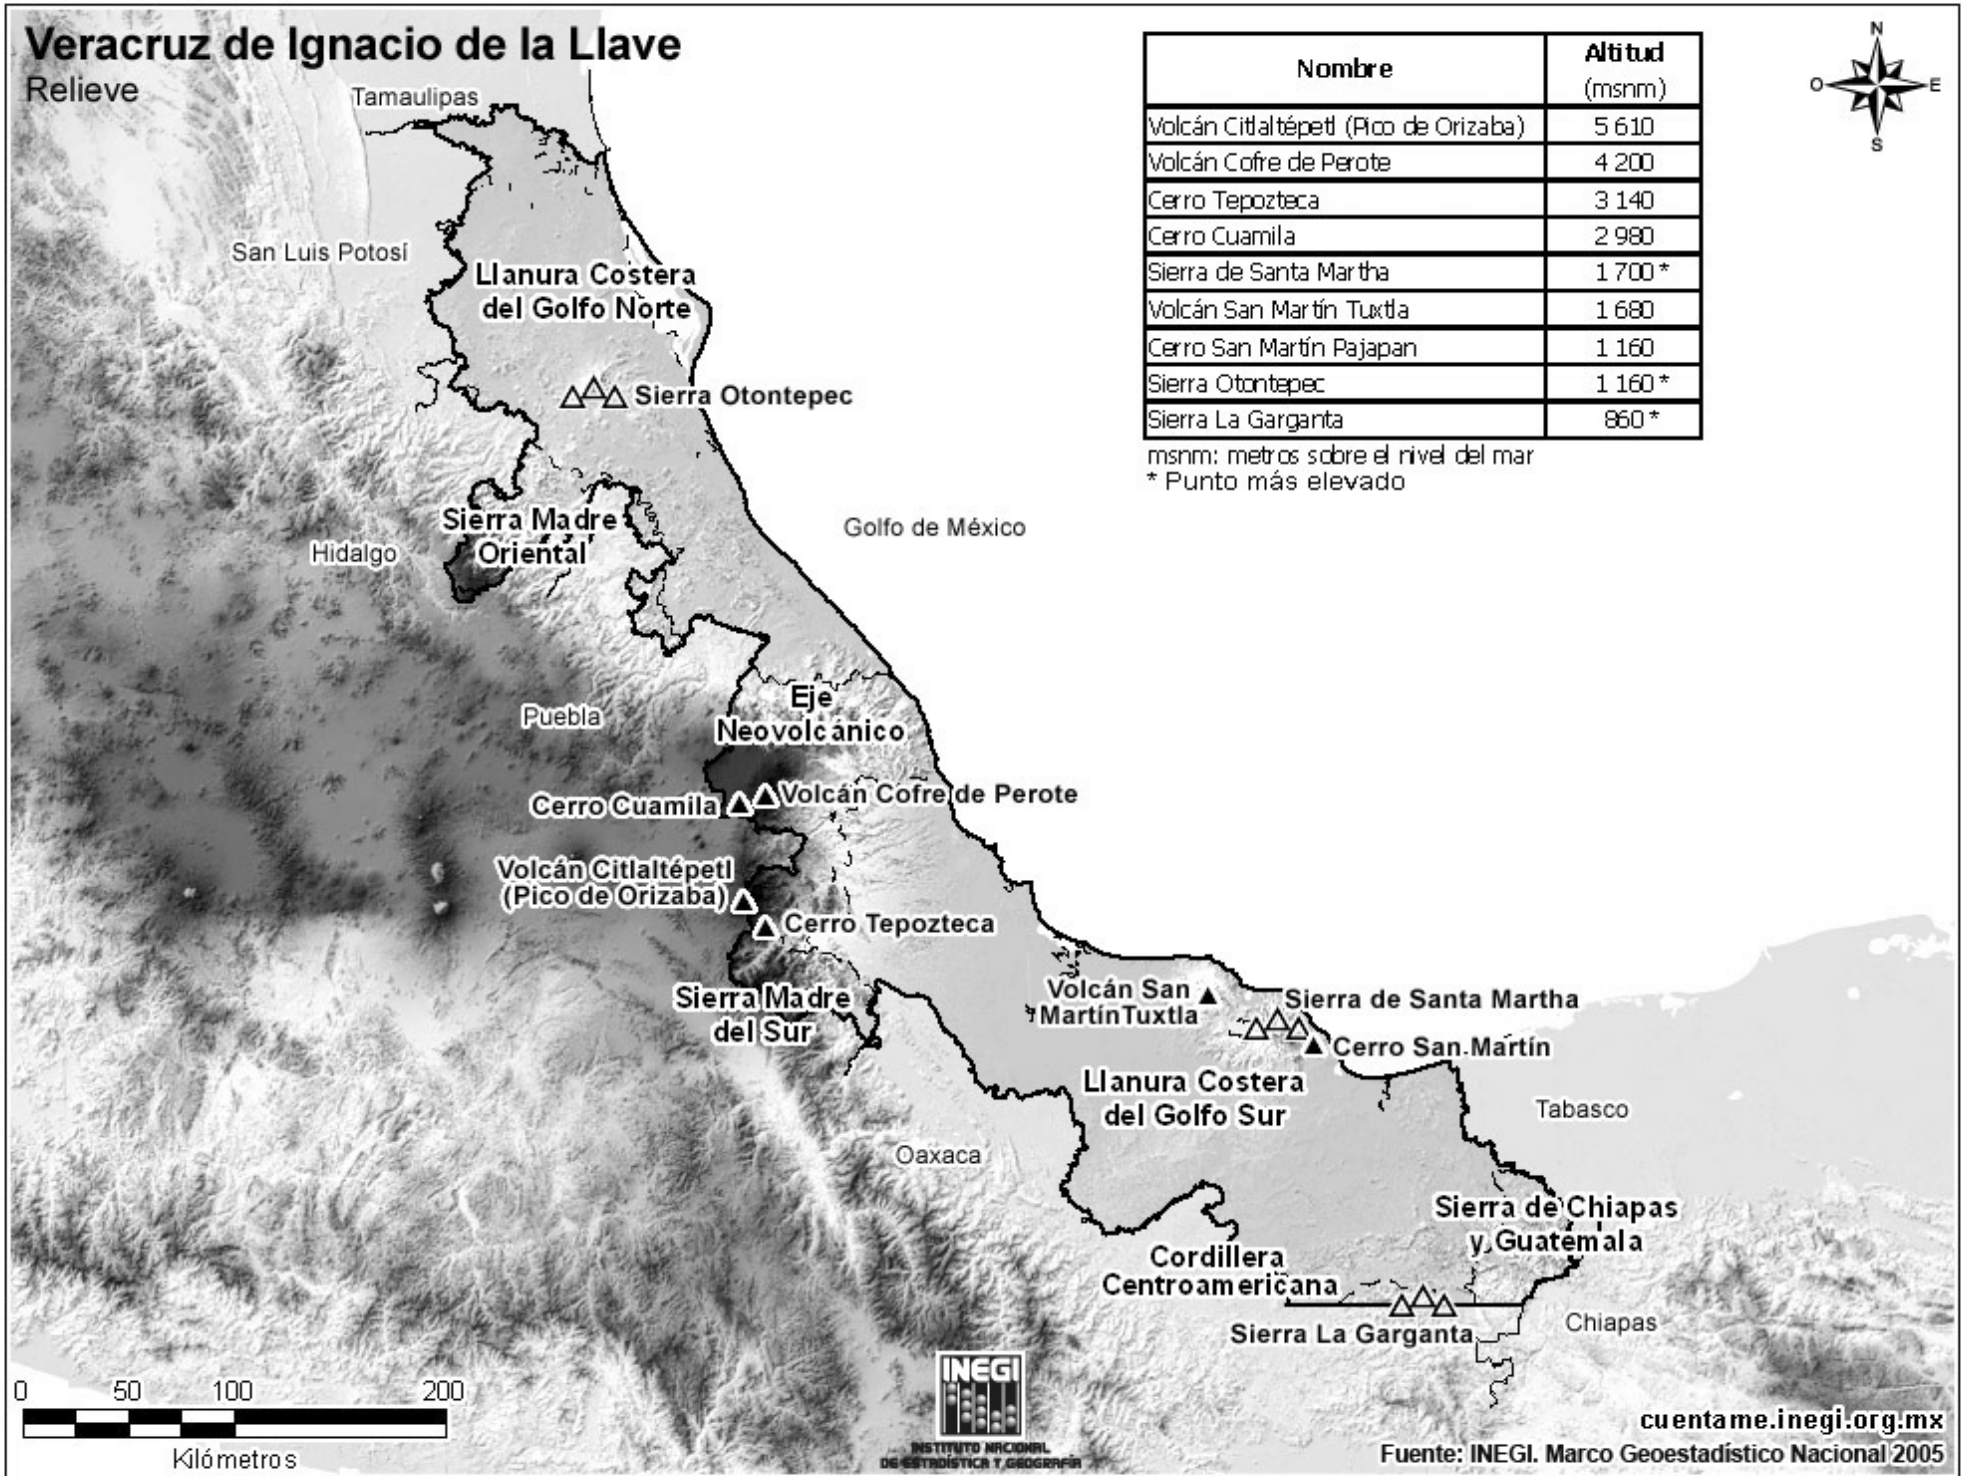 Veracruz de Ignacio de la Llave
Relieve
Nombre Altitud
(msnm)
Volcán Citlaltépetl (Pico de Orizaba) 5 610
Volcán Cofre de Perote 4 200
Cerro Tepozteca 3 140
Cerro Cuamila 2 980
Sierra de Santa Martha 1 700 *
Volcán San Martín Tuxtla 1 680
Cerro San Martín Pajapan 1 160
Sierra Otontepec 1 160 *
Sierra La Garganta 860 *
msnm: metros sobre el nivel del mar
* Punto más elevado
N
O E
S
Tamaulipas
San Luis Potosí
Llanura Costera
del Golfo Norte
Sierra Otontepec
Sierra Madre
Oriental
Hidalgo
Golfo de México
Puebla
Eje
Neovolcánico
Cerro Cuamila
Volcán Cofre de Perote
Volcán Citlaltépetl
(Pico de Orizaba)
Cerro Tepozteca
Sierra Madre
del Sur
Volcán San
MartínTuxtla
Sierra de Santa Martha
Cerro San Martín
Llanura Costera
del Golfo Sur
Tabasco
Oaxaca
Sierra de Chiapas
y Guatemala
Cordillera
Centroamericana
Sierra La Garganta
Chiapas
0 50 100 200
Kilómetros
INEGI
INSTITUTO NACIONAL
DE ESTADÍSTICA Y GEOGRAFÍA
cuentame.inegi.org.mx
Fuente: INEGI. Marco Geoestadístico Nacional 2005